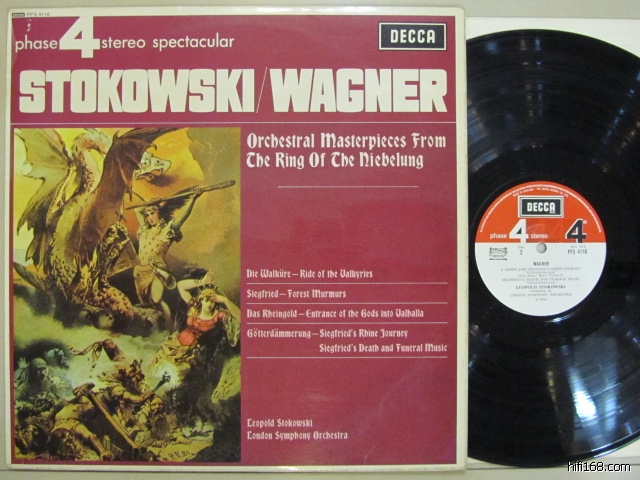 PFS 4116
phase 4 stereo spectacular
DECCA
STOKOWSKI/WAGNER
Orchestral Masterpieces From
The Ring Of The Niebelung
Die Walküre—Ride of the Valkyries
Siegfried—Forest Murmurs
Das Rheingold—Entrance of the Gods into Valhalla
Götterdämmerung—Siegfried's Rhine Journey
Siegfried's Death and Funeral Music
Leopold Stokowski
London Symphony Orchestra
DECCA
phase 4 stereo
4
2
PFS 4116
WAGNER
LEOPOLD STOKOWSKI
LONDON SYMPHONY ORCHESTRA
hifi168.com